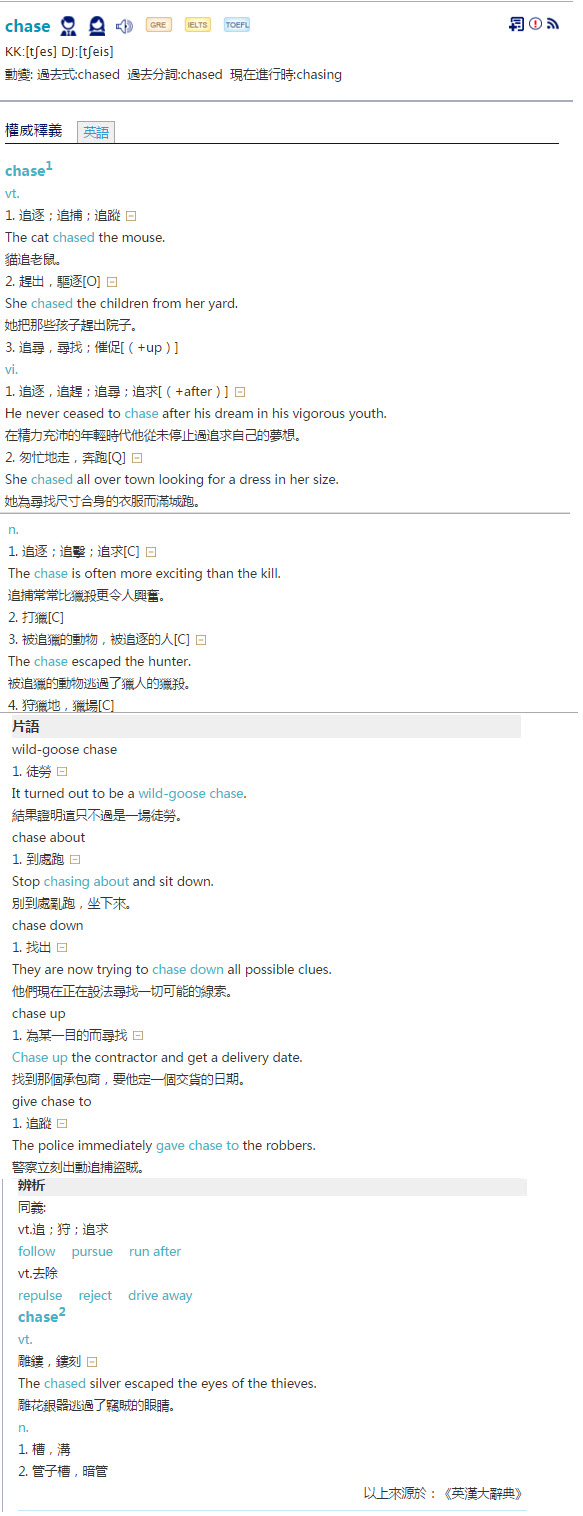 chase GRE IELTS TOEFL
KK:[tʃes] DJ:[tʃeis]
動變: 過去式:chased 過去分詞:chased 現在進行時:chasing
權威釋義 英語
chase1
vt.
1. 追逐；追捕；追蹤
The cat chased the mouse.
貓追老鼠。
2. 趕出，驅逐[O]
She chased the children from her yard.
她把那些孩子趕出院子。
3. 追尋，尋找；催促[（+up）]
vi.
1. 追逐，追趕；追尋；追求[（+after）]
He never ceased to chase after his dream in his vigorous youth.
在精力充沛的年輕時代他從未停止過追求自己的夢想。
2. 匆忙地走，奔跑[Q]
She chased all over town looking for a dress in her size.
她為尋找尺寸合身的衣服而滿城跑。
n.
1. 追逐；追擊；追求[C]
The chase is often more exciting than the kill.
追捕常常比獵殺更令人興奮。
2. 打獵[C]
3. 被追獵的動物，被追逐的人[C]
The chase escaped the hunter.
被追獵的動物逃過了獵人的獵殺。
4. 狩獵地，獵場[C]
片語
wild-goose chase
1. 徒勞
It turned out to be a wild-goose chase.
結果證明這只不過是一場徒勞。
chase about
1. 到處跑
Stop chasing about and sit down.
別到處亂跑，坐下來。
chase down
1. 找出
They are now trying to chase down all possible clues.
他們現在正在設法尋找一切可能的線索。
chase up
1. 為某一目的而尋找
Chase up the contractor and get a delivery date.
找到那個承包商，要他定一個交貨的日期。
give chase to
1. 追蹤
The police immediately gave chase to the robbers.
警察立刻出動追捕盜賊。
辨析
同義:
vt.追；狩；追求
follow pursue run after
vt.去除
repulse reject drive away
chase2
vt.
雕鏤，鏤刻
The chased silver escaped the eyes of the thieves.
雕花銀器逃過了竊賊的眼睛。
n.
1. 槽，溝
2. 管子槽，暗管
以上來源於：《英漢大辭典》